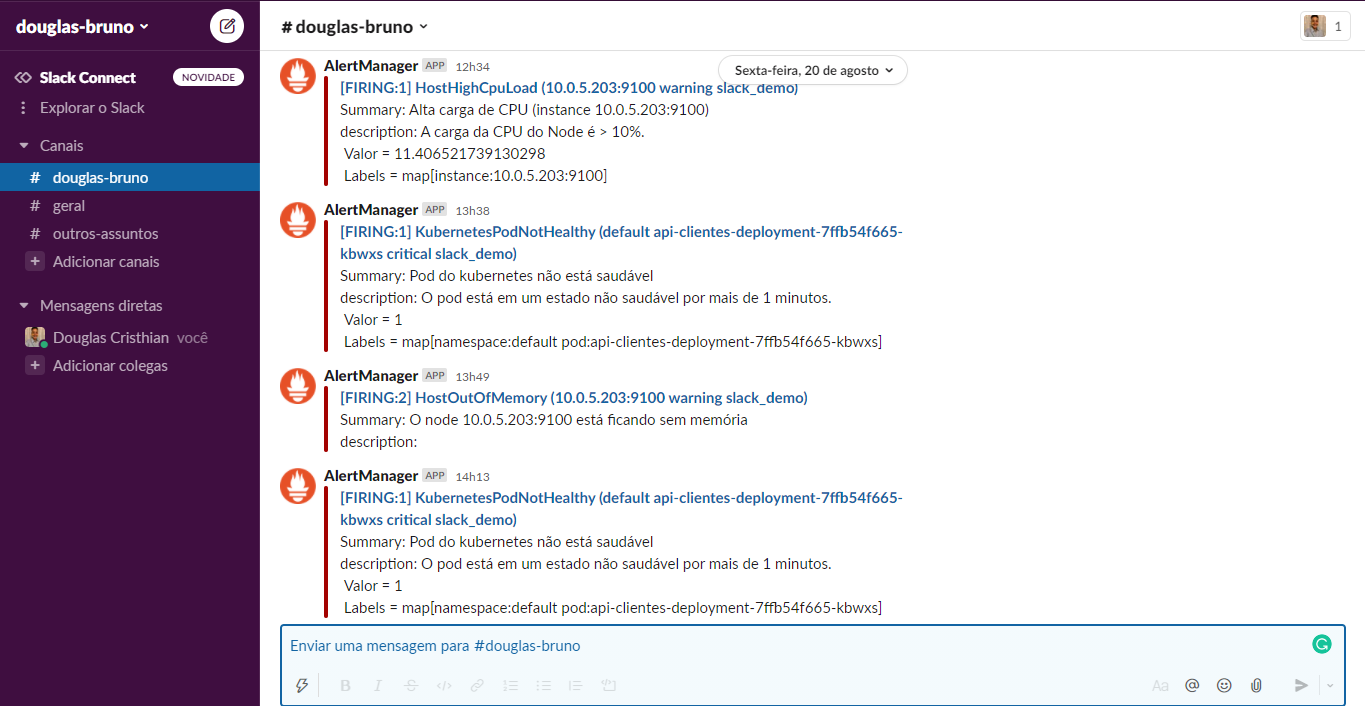 douglas-bruno
Slack Connect NOVIDADE
Explorar o Slack
Canais
# douglas-bruno
# geral
# outros-assuntos
+ Adicionar canais
Mensagens diretas
Douglas Cristhian você
+ Adicionar colegas
# douglas-bruno
1
Sexta-feira, 20 de agosto
AlertManager APP 12h34
[FIRING:1] HostHighCpuLoad (10.0.5.203:9100 warning slack_demo)
Summary: Alta carga de CPU (instance 10.0.5.203:9100)
description: A carga da CPU do Node é > 10%.
Valor = 11.406521739130298
Labels = map[instance:10.0.5.203:9100]
AlertManager APP 13h38
[FIRING:1] KubernetesPodNotHealthy (default api-clientes-deployment-7ffb54f665-
kbwxs critical slack_demo)
Summary: Pod do kubernetes não está saudável
description: O pod está em um estado não saudável por mais de 1 minutos.
Valor = 1
Labels = map[namespace:default pod:api-clientes-deployment-7ffb54f665-kbwxs]
AlertManager APP 13h49
[FIRING:2] HostOutOfMemory (10.0.5.203:9100 warning slack_demo)
Summary: O node 10.0.5.203:9100 está ficando sem memória
description:
AlertManager APP 14h13
[FIRING:1] KubernetesPodNotHealthy (default api-clientes-deployment-7ffb54f665-
kbwxs critical slack_demo)
Summary: Pod do kubernetes não está saudável
description: O pod está em um estado não saudável por mais de 1 minutos.
Valor = 1
Labels = map[namespace:default pod:api-clientes-deployment-7ffb54f665-kbwxs]
Enviar uma mensagem para #douglas-bruno
B I S </> Aa @